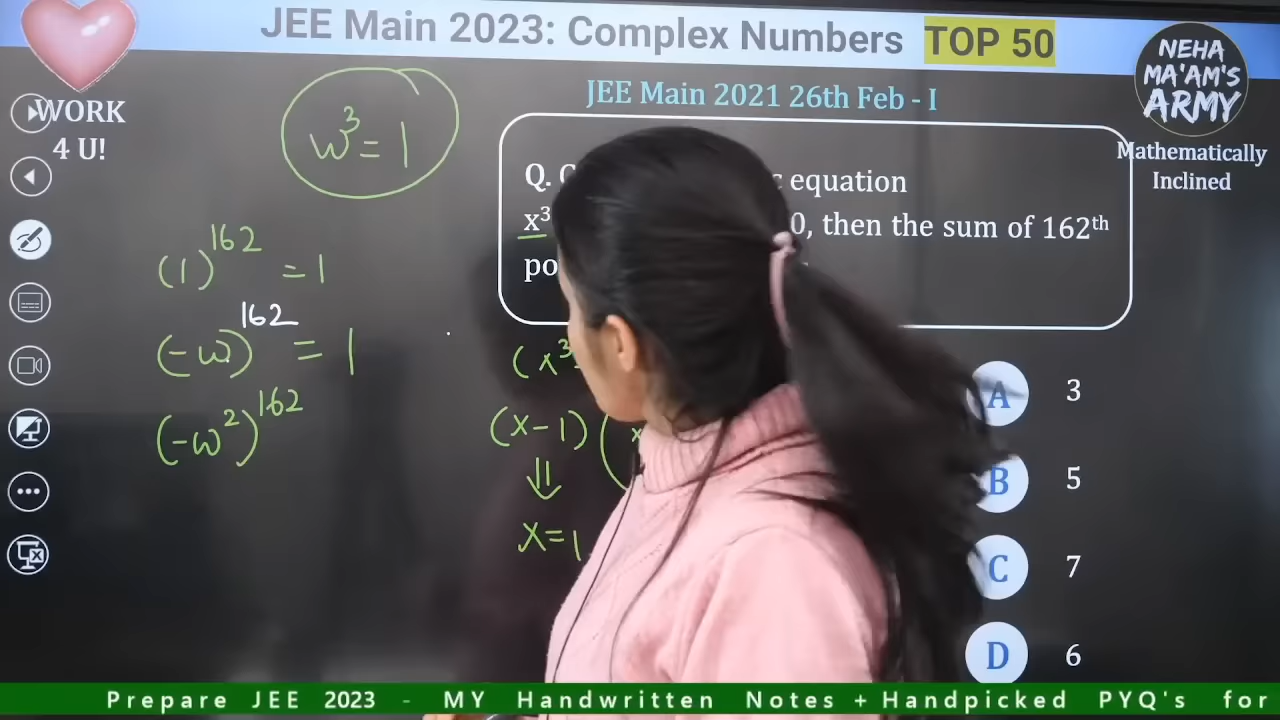 JEE Main 2023: Complex Numbers TOP 50
NEHA
MA'AM'S
ARMY
Mathematically
Inclined
WORK
4 U!
JEE Main 2021 26th Feb - I
Q. equation
x³ 0, then the sum of 162ᵗʰ
po
ω³ = 1
(1)¹⁶² = 1
(-ω)¹⁶² = 1
(-ω²)¹⁶²
(x³
(x-1)(x
⇓
x=1
A 3
B 5
C 7
D 6
Prepare JEE 2023 - MY Handwritten Notes + Handpicked PYQ's for